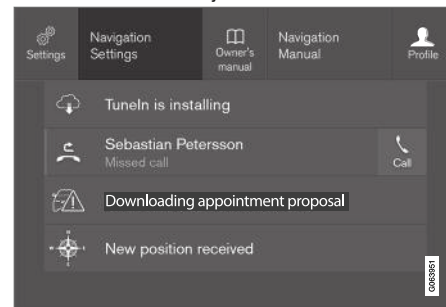 Settings
Navigation
Settings
Owner's
manual
Navigation
Manual
Profile
TuneIn is installing
Sebastian Petersson
Missed call
Call
Downloading appointment proposal
New position received
G063951